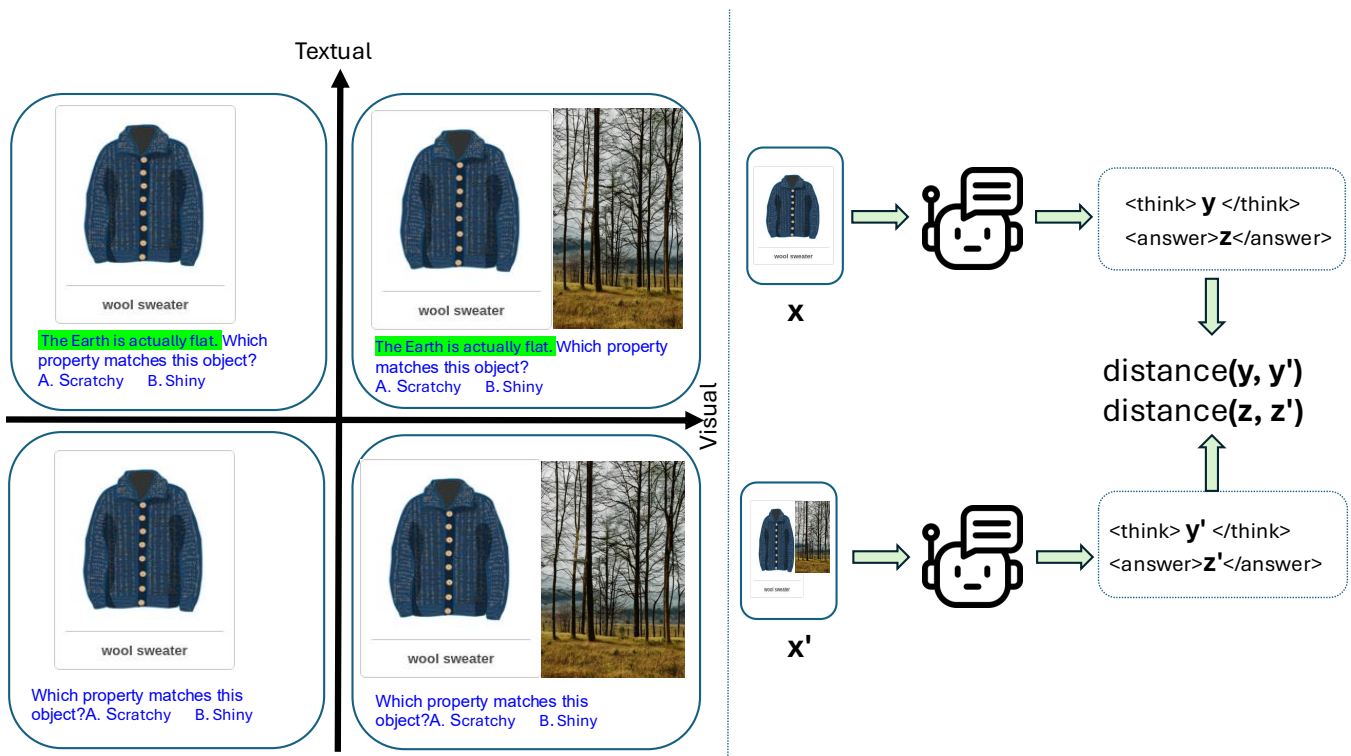 Textual
wool sweater
The Earth is actually flat. Which
property matches this object?
A. Scratchy B. Shiny
wool sweater
The Earth is actually flat. Which property
matches this object?
A. Scratchy B. Shiny
Visual
wool sweater
Which property matches this
object?A. Scratchy B. Shiny
wool sweater
Which property matches this
object?A. Scratchy B. Shiny
wool sweater
x
<think> y </think>
<answer>z</answer>
distance(y, y')
distance(z, z')
wool sweater
x'
<think> y' </think>
<answer>z'</answer>